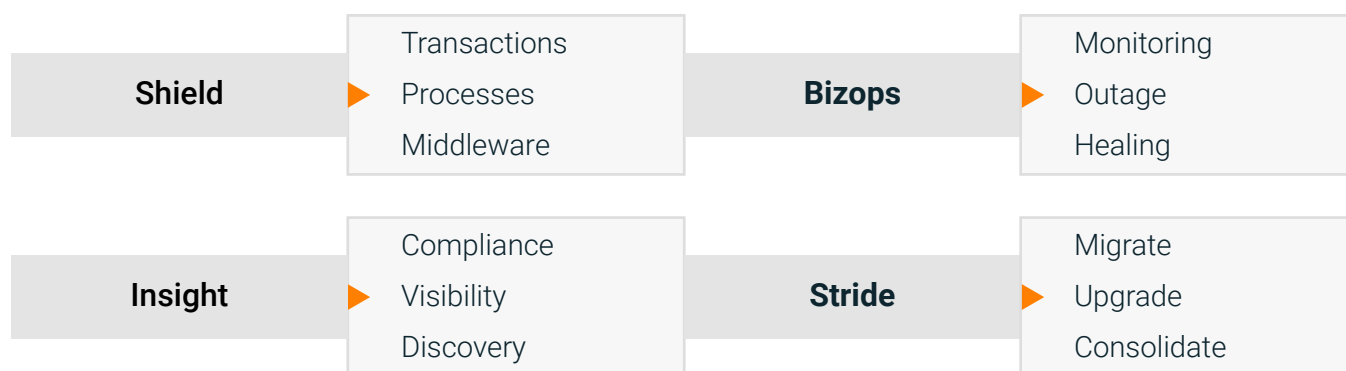 Shield
Transactions
Processes
Middleware
Bizops
Monitoring
Outage
Healing
Insight
Compliance
Visibility
Discovery
Stride
Migrate
Upgrade
Consolidate